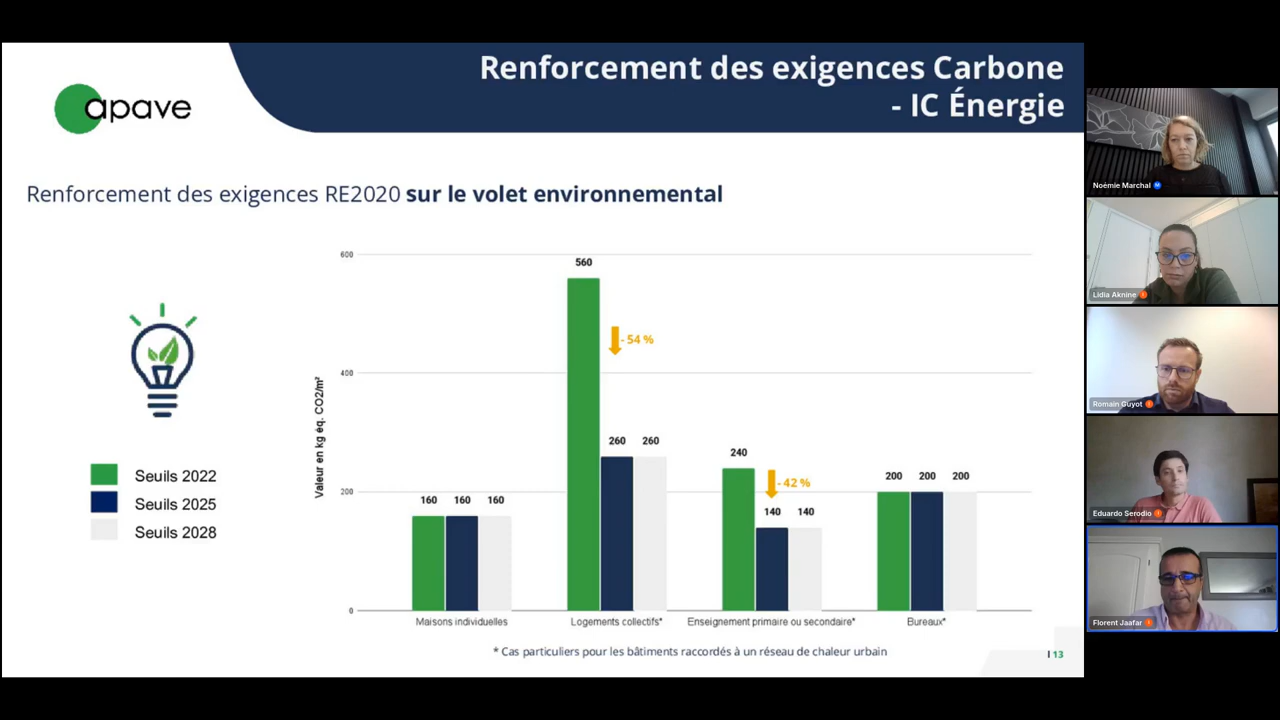 Renforcement des exigences Carbone
- IC Énergie
apave
Renforcement des exigences RE2020 sur le volet environnemental
Seuils 2022
Seuils 2025
Seuils 2028
Valeur en kg éq. CO2/m²
600
400
200
0
160 160 160
560
- 54 %
260 260
240
- 42 %
140 140
200 200 200
Maisons individuelles
Logements collectifs*
Enseignement primaire ou secondaire*
Bureaux*
* Cas particuliers pour les bâtiments raccordés à un réseau de chaleur urbain
I 13
Noémie Marchal M
Lidia Aknine
Romain Guyot
Eduardo Serodio
Florent Jaafar